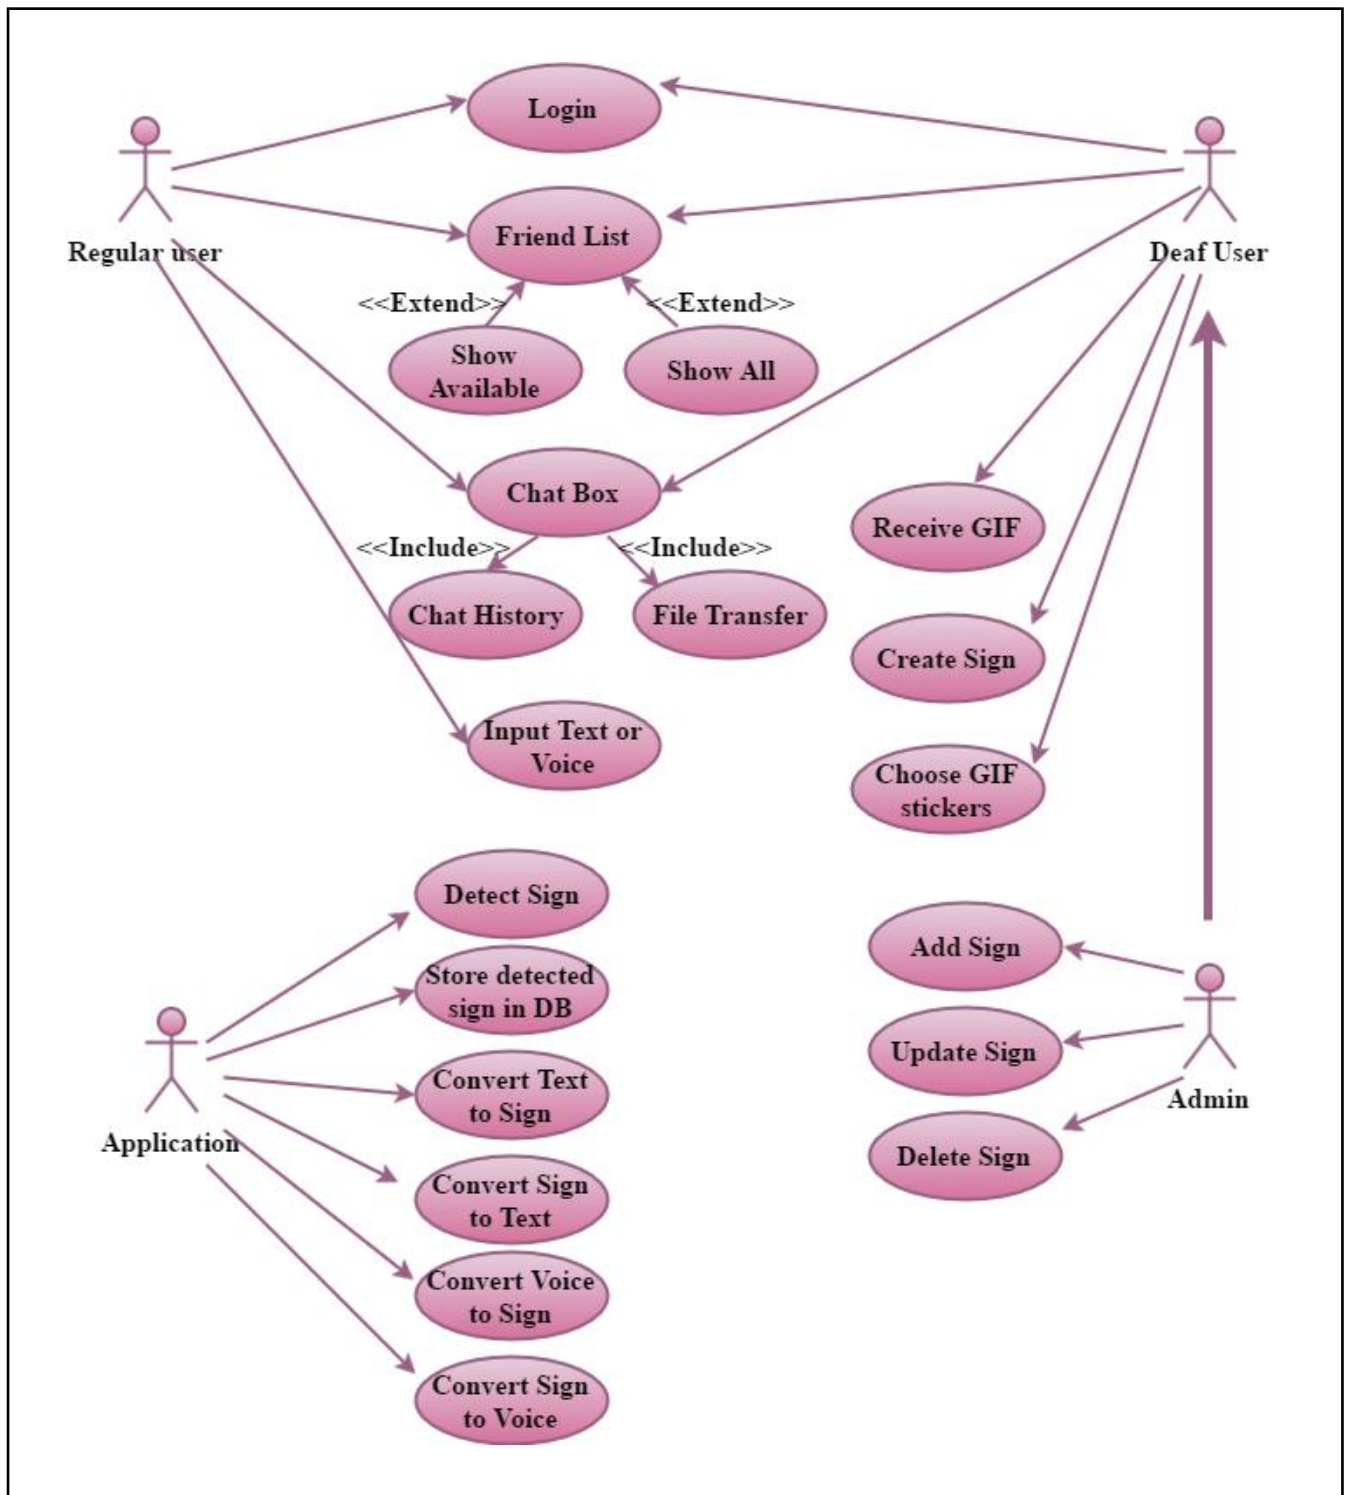 Login
Regular user
Friend List
Deaf User
<<Extend>>
<<Extend>>
Show
Available
Show All
Chat Box
Receive GIF
<<Include>>
<<Include>>
Chat History
File Transfer
Create Sign
Input Text or
Voice
Choose GIF
stickers
Detect Sign
Add Sign
Store detected
sign in DB
Update Sign
Convert Text
to Sign
Admin
Application
Delete Sign
Convert Sign
to Text
Convert Voice
to Sign
Convert Sign
to Voice